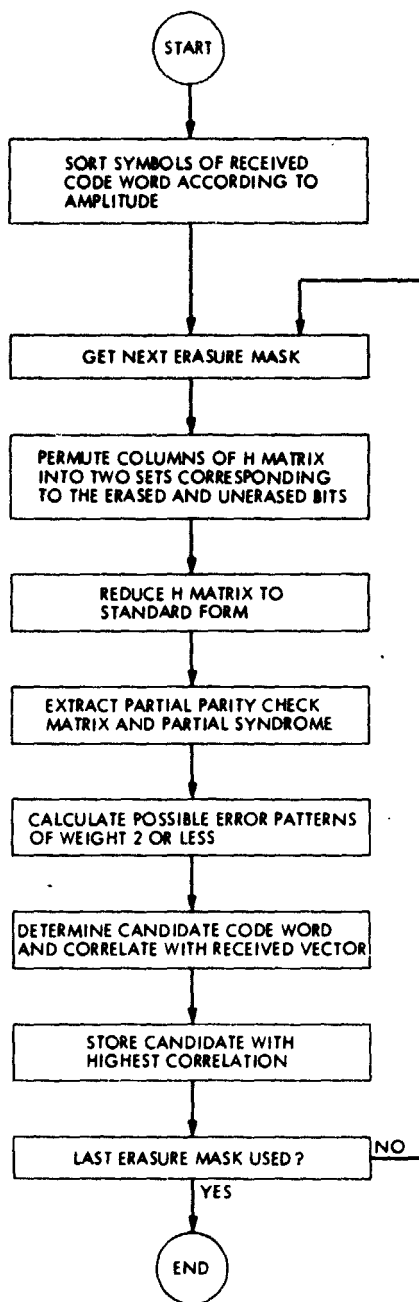 START
SORT SYMBOLS OF RECEIVED
CODE WORD ACCORDING TO
AMPLITUDE
GET NEXT ERASURE MASK
PERMUTE COLUMNS OF H MATRIX
INTO TWO SETS CORRESPONDING
TO THE ERASED AND UNERASED BITS
REDUCE H MATRIX TO
STANDARD FORM
EXTRACT PARTIAL PARITY CHECK
MATRIX AND PARTIAL SYNDROME
CALCULATE POSSIBLE ERROR PATTERNS
OF WEIGHT 2 OR LESS
DETERMINE CANDIDATE CODE WORD
AND CORRELATE WITH RECEIVED VECTOR
STORE CANDIDATE WITH
HIGHEST CORRELATION
LAST ERASURE MASK USED?
NO
YES
END